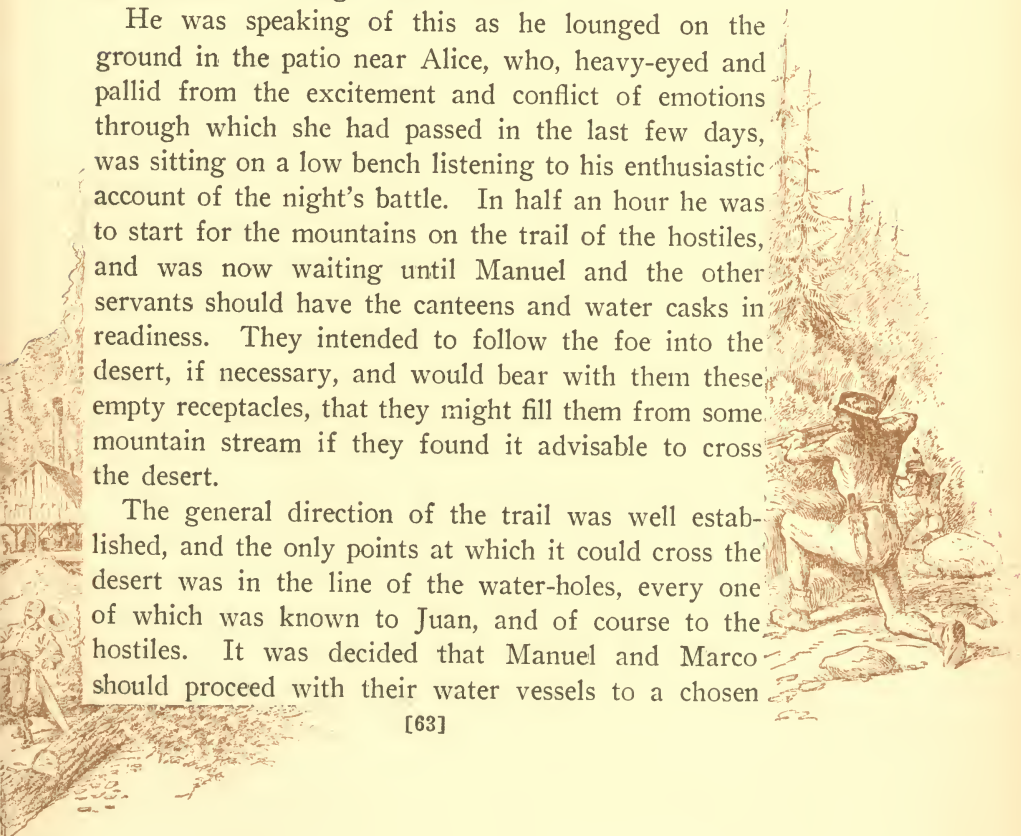 He was speaking of this as he lounged on the
ground in the patio near Alice, who, heavy-eyed and
pallid from the excitement and conflict of emotions
through which she had passed in the last few days,
was sitting on a low bench listening to his enthusiastic
account of the night's battle. In half an hour he was
to start for the mountains on the trail of the hostiles,
and was now waiting until Manuel and the other
servants should have the canteens and water casks in
readiness. They intended to follow the foe into the
desert, if necessary, and would bear with them these
empty receptacles, that they might fill them from some
mountain stream if they found it advisable to cross
the desert.
The general direction of the trail was well estab-
lished, and the only points at which it could cross the
desert was in the line of the water-holes, every one
of which was known to Juan, and of course to the
hostiles. It was decided that Manuel and Marco
should proceed with their water vessels to a chosen
[63]